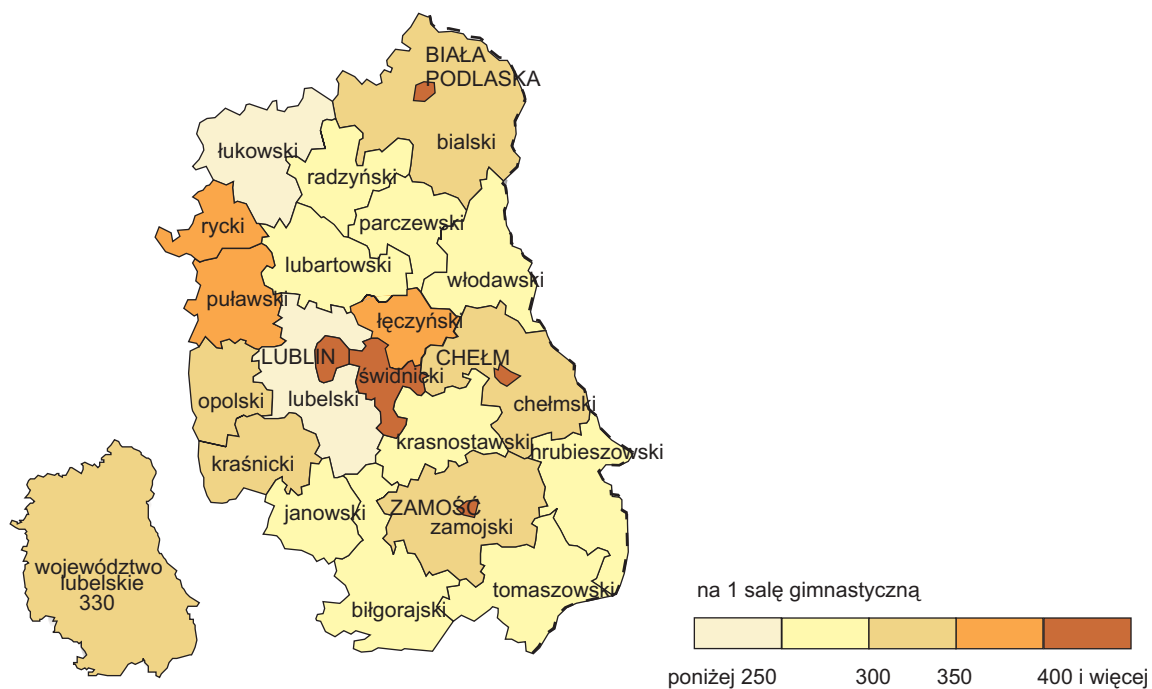 BIAŁA
PODLASKA
bialski
łukowski
radzyński
rycki
parczewski
lubartowski
włodawski
puławski
łęczyński
LUBLIN
świdnicki
CHEŁM
opolski
lubelski
chełmski
krasnostawski
hrubieszowski
kraśnicki
janowski
ZAMOŚĆ
zamojski
tomaszowski
biłgorajski
województwo
lubelskie
330
na 1 salę gimnastyczną
poniżej 250 300 350 400 i więcej